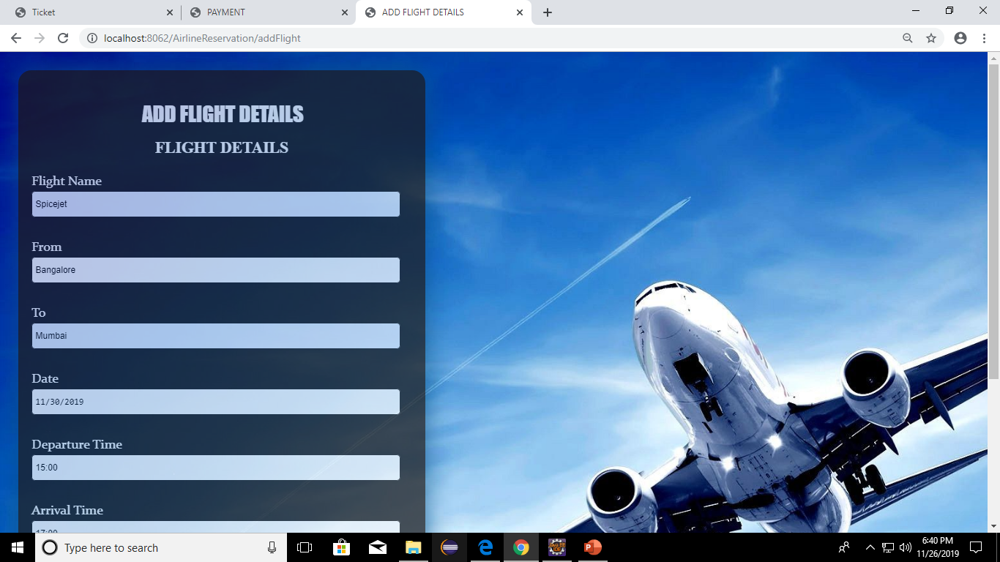 Ticket
PAYMENT
ADD FLIGHT DETAILS
localhost:8062/AirlineReservation/addFlight
ADD FLIGHT DETAILS
FLIGHT DETAILS
Flight Name
Spicejet
From
Bangalore
To
Mumbai
Date
11/30/2019
Departure Time
15:00
Arrival Time
17:00
Type here to search
6:40 PM
11/26/2019